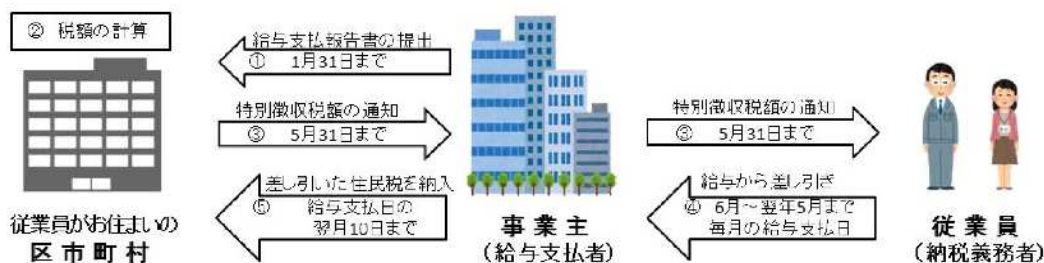 ② 税額の計算
給与支払報告書の提出
① 1月31日まで
特別徴収税額の通知
③ 5月31日まで
差し引いた住民税を納入
⑤ 給与支払日の
翌月10日まで
従業員がお住まいの
区市町村
事業主
(給与支払者)
特別徴収税額の通知
③ 5月31日まで
給与から差し引き
④ 6月~翌年5月まで
毎月の給与支払日
従業員
(納税義務者)